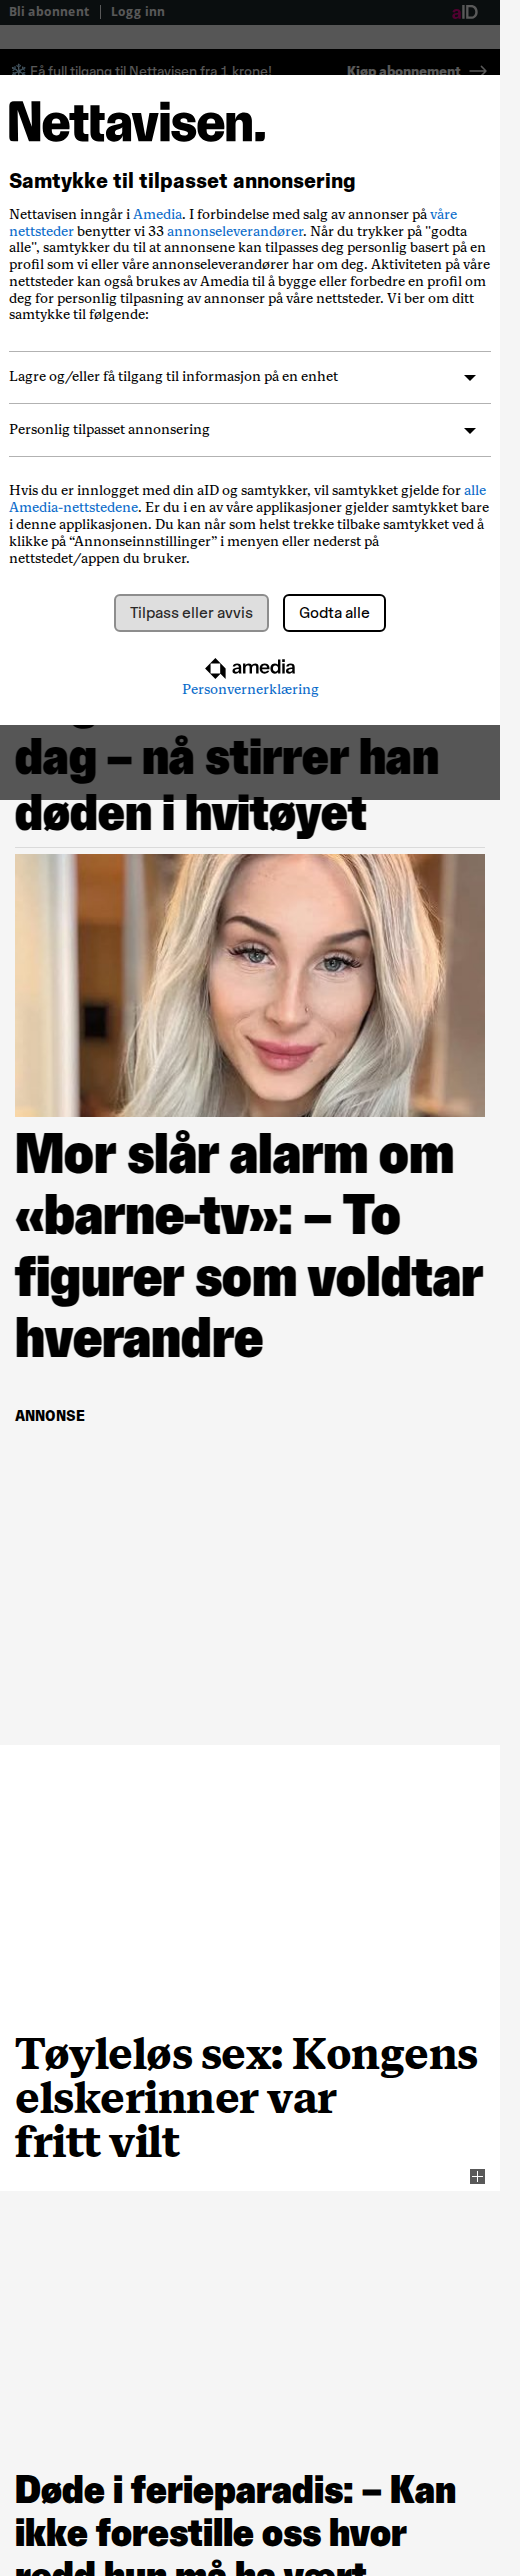 Bli abonnent
Logg inn
aID
Få full tilgang til Nettavisen fra 1 krone!
Kjøp abonnement
Nettavisen.
Samtykke til tilpasset annonsering
Nettavisen inngår i Amedia. I forbindelse med salg av annonser på våre
nettsteder benytter vi 33 annonseleverandører. Når du trykker på "godta
alle", samtykker du til at annonsene kan tilpasses deg personlig basert på en
profil som vi eller våre annonseleverandører har om deg. Aktiviteten på våre
nettsteder kan også brukes av Amedia til å bygge eller forbedre en profil om
deg for personlig tilpasning av annonser på våre nettsteder. Vi ber om ditt
samtykke til følgende:
Lagre og/eller få tilgang til informasjon på en enhet
Personlig tilpasset annonsering
Hvis du er innlogget med din aID og samtykker, vil samtykket gjelde for alle
Amedia-nettstedene. Er du i en av våre applikasjoner gjelder samtykket bare
i denne applikasjonen. Du kan når som helst trekke tilbake samtykket ved å
klikke på “Annonseinnstillinger” i menyen eller nederst på
nettstedet/appen du bruker.
Tilpass eller avvis
Godta alle
amedia
Personvernerklæring
dag – nå stirrer han
døden i hvitøyet
Mor slår alarm om
«barne-tv»: – To
figurer som voldtar
hverandre
ANNONSE
Tøyleløs sex: Kongens
elskerinner var
fritt vilt
Døde i ferieparadis: – Kan
ikke forestille oss hvor
redd hun må ha vært